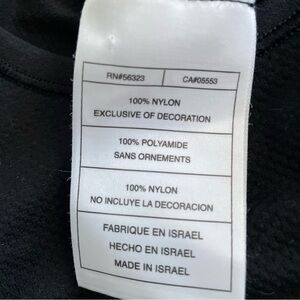 RN#56323 CA#05553
100% NYLON
EXCLUSIVE OF DECORATION
100% POLYAMIDE
SANS ORNEMENTS
100% NYLON
NO INCLUYE LA DECORACION
FABRIQUE EN ISRAEL
HECHO EN ISRAEL
MADE IN ISRAEL